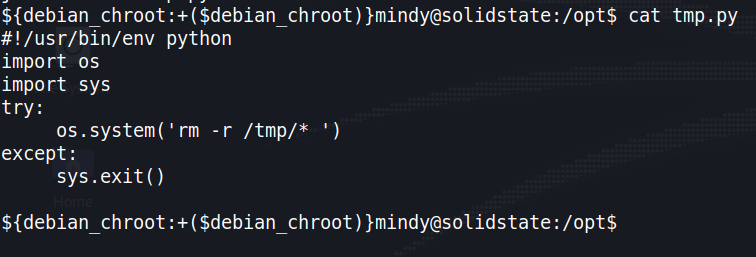 ${debian_chroot:+($debian_chroot)}mindy@solidstate:/opt$ cat tmp.py
#!/usr/bin/env python
import os
import sys
try:
     os.system('rm -r /tmp/* ')
except:
     sys.exit()
Home
${debian_chroot:+($debian_chroot)}mindy@solidstate:/opt$